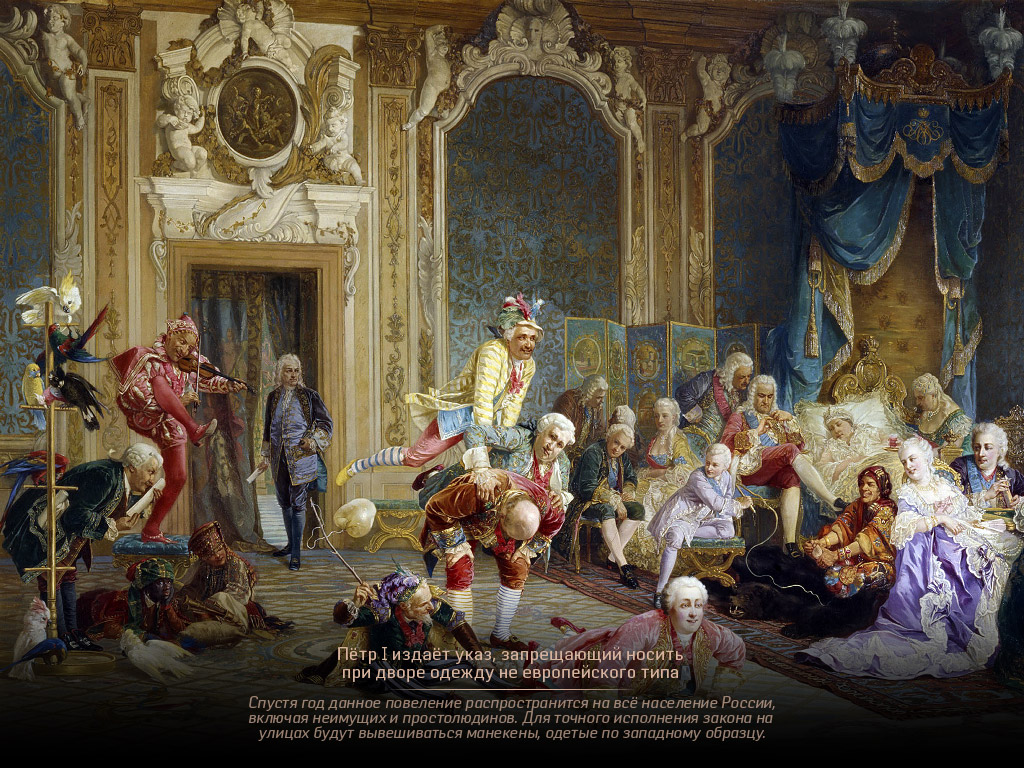 Пётр I издаёт указ, запрещающий носить
при дворе одежду не европейского типа
Спустя год данное повеление распространится на всё население России,
включая неимущих и простолюдинов. Для точного исполнения закона на
улицах будут вывешиваться манекены, одетые по западному образцу.